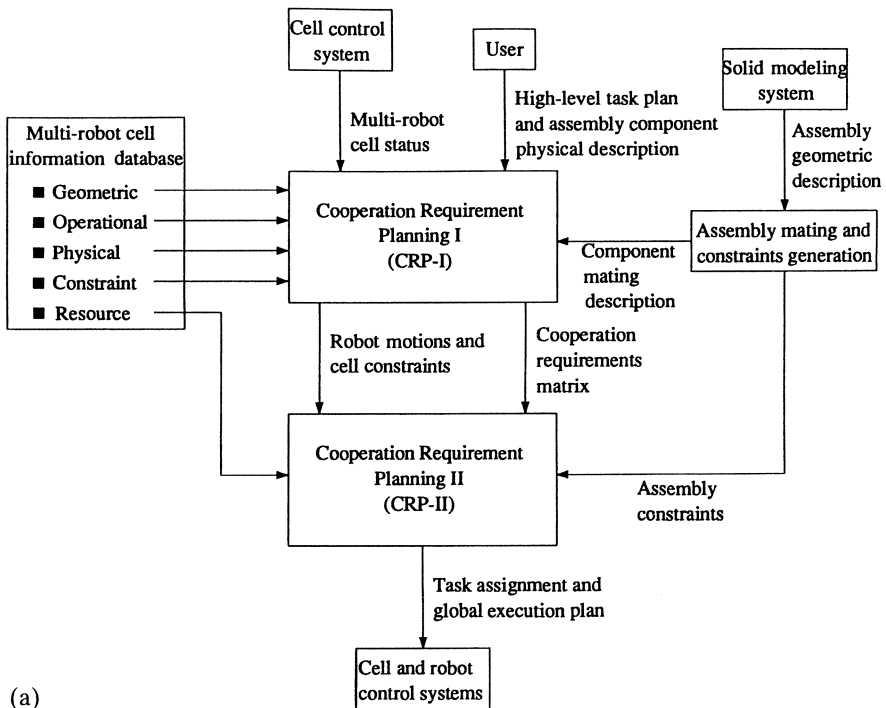 Cell control
system
User
Solid modeling
system
Multi-robot
cell status
High-level task plan
and assembly component
physical description
Assembly
geometric
description
Multi-robot cell
information database
■ Geometric
■ Operational
■ Physical
■ Constraint
■ Resource
Cooperation Requirement
Planning I
(CRP-I)
Component
mating
description
Assembly mating and
constraints generation
Robot motions and
cell constraints
Cooperation
requirements
matrix
Cooperation Requirement
Planning II
(CRP-II)
Assembly
constraints
Task assignment and
global execution plan
Cell and robot
control systems
(a)